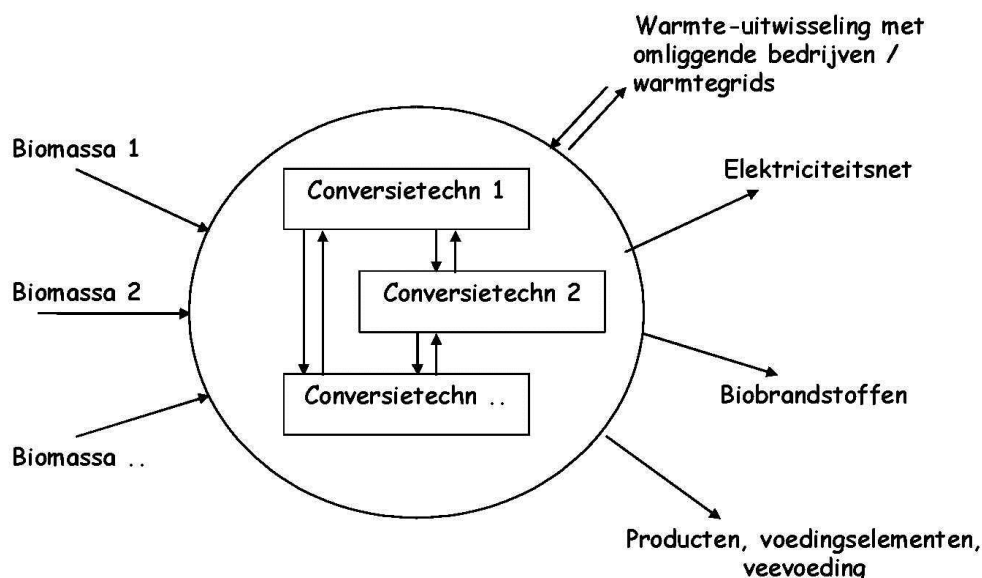 Warmte-uitwisseling met
omliggende bedrijven /
warmtegrids
Biomassa 1
Elektriciteitsnet
Conversietechn 1
Biomassa 2
Conversietechn 2
Conversietechn ..
Biobrandstoffen
Biomassa ..
Producten, voedingselementen,
veevoeding